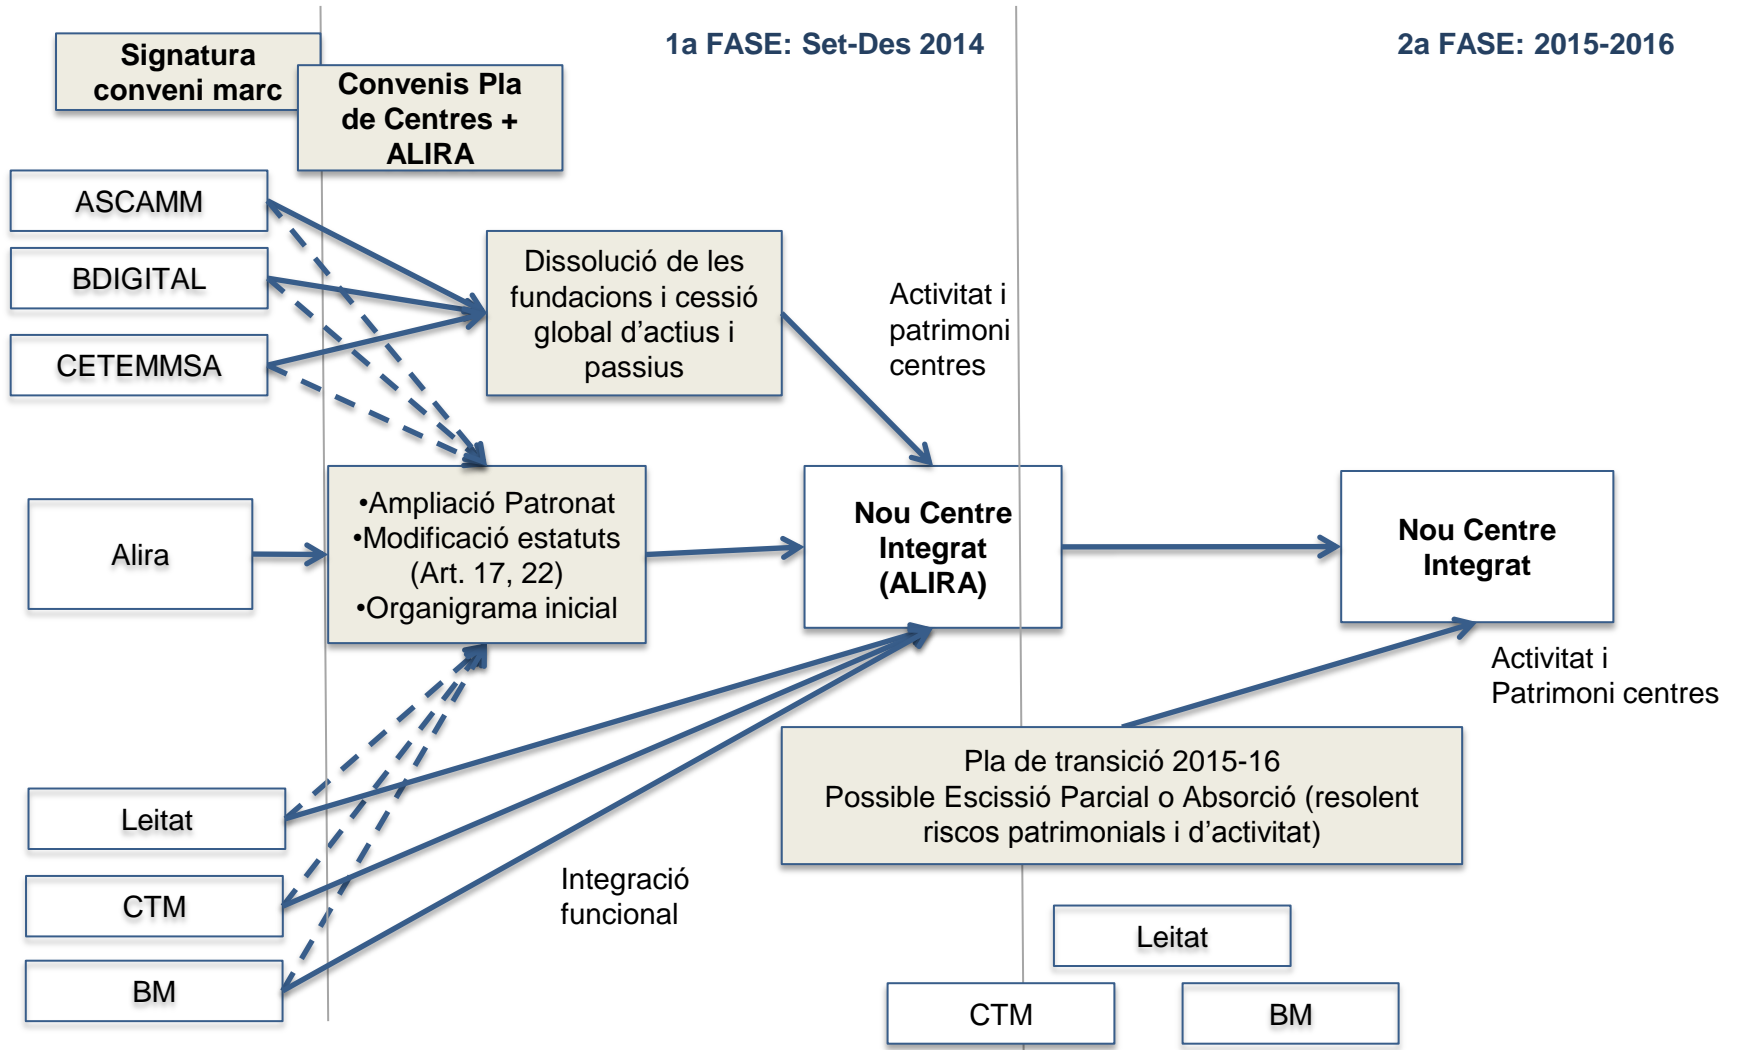 1a FASE: Set-Des 2014
2a FASE: 2015-2016
Signatura
conveni marc
Convenis Pla
de Centres +
ALIRA
ASCAMM
BDIGITAL
CETEMMSA
Dissolució de les
fundacions i cessió
global d’actius i
passius
Activitat i
patrimoni
centres
Alira
•Ampliació Patronat
•Modificació estatuts
(Art. 17, 22)
•Organigrama inicial
Nou Centre
Integrat
(ALIRA)
Nou Centre
Integrat
Activitat i
Patrimoni centres
Pla de transició 2015-16
Possible Escissió Parcial o Absorció (resolent
riscos patrimonials i d’activitat)
Leitat
CTM
BM
Integració
funcional
Leitat
CTM
BM